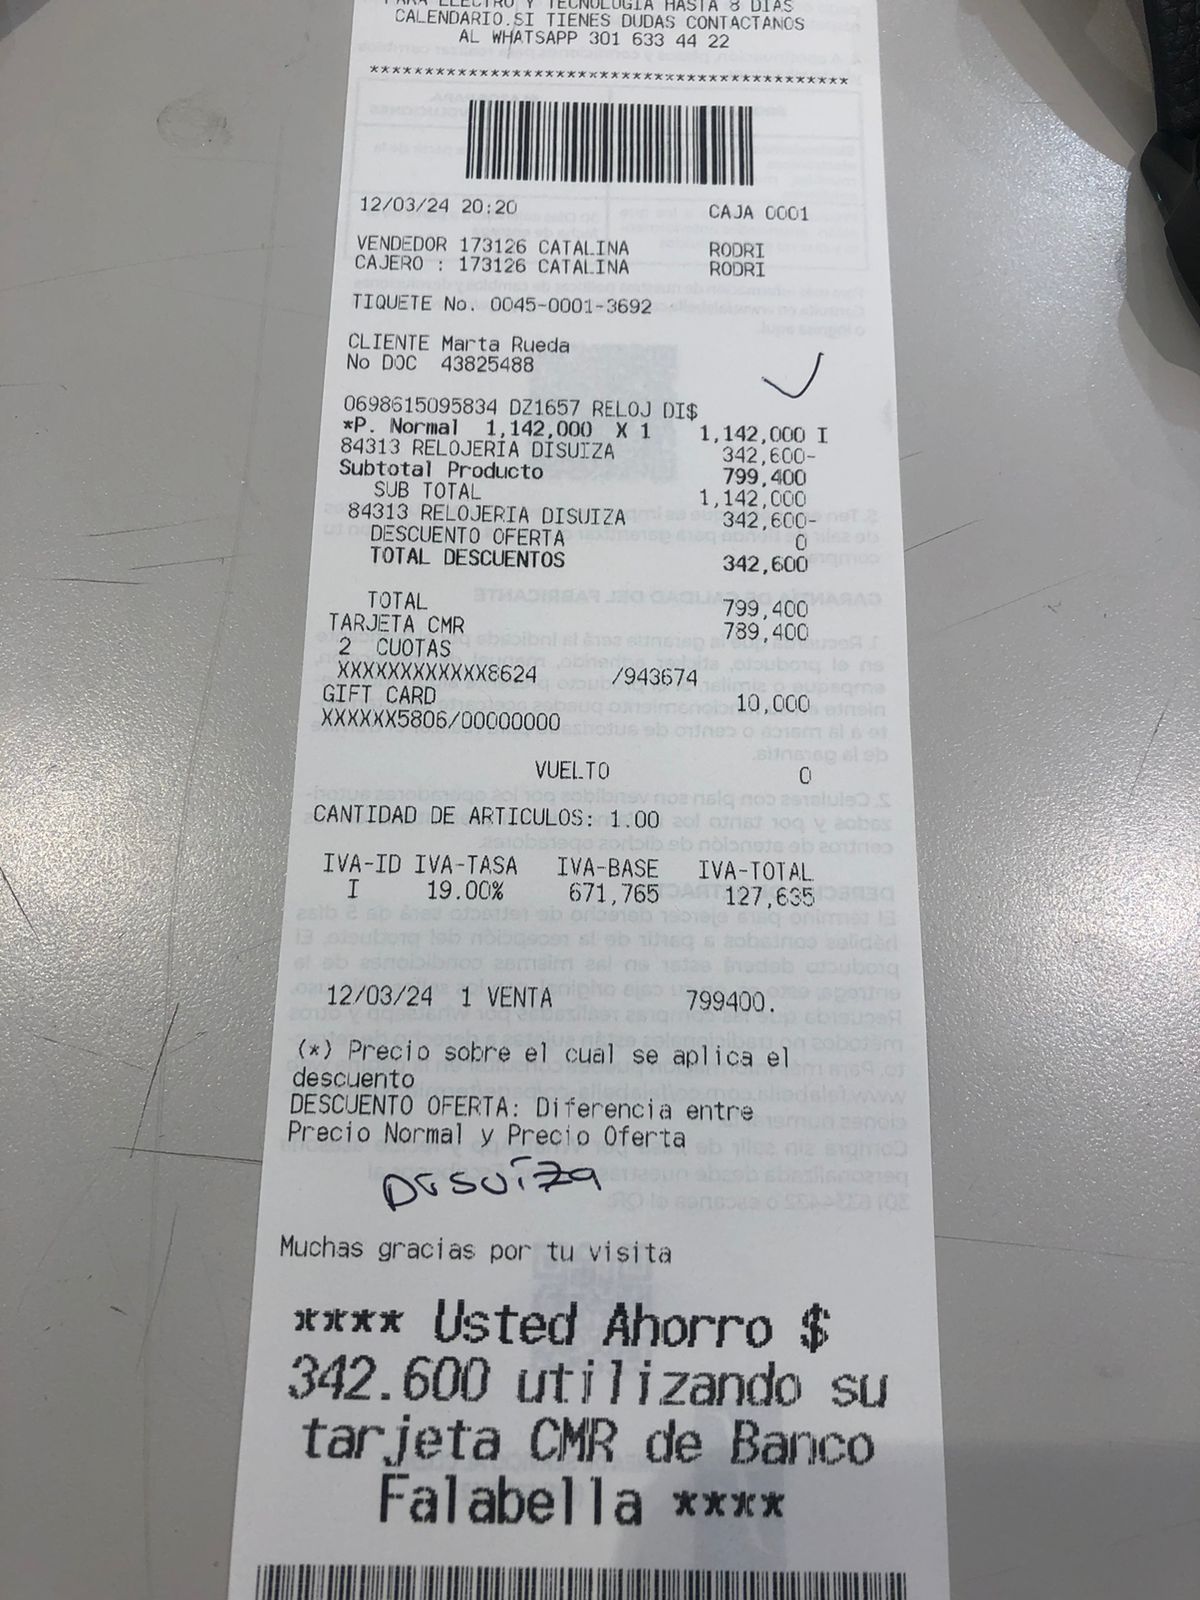 PARA ELECTRO Y TECNOLOGIA HASTA 8 DIAS
CALENDARIO.SI TIENES DUDAS CONTACTANOS
AL WHATSAPP 301 633 44 22
********************************************
12/03/24 20:20 CAJA 0001
VENDEDOR 173126 CATALINA RODRI
CAJERO : 173126 CATALINA RODRI
TIQUETE No. 0045-0001-3692
CLIENTE Marta Rueda
No DOC 43825488
0698615095834 DZ1657 RELOJ DI$
*P. Normal 1,142,000 X 1 1,142,000 I
84313 RELOJERIA DISUIZA 342,600-
Subtotal Producto 799,400
SUB TOTAL 1,142,000
84313 RELOJERIA DISUIZA 342,600-
DESCUENTO OFERTA 0
TOTAL DESCUENTOS 342,600
TOTAL 799,400
TARJETA CMR 789,400
2 CUOTAS
XXXXXXXXXXXX8624 /943674
GIFT CARD 10,000
XXXXXX5806/00000000
VUELTO 0
CANTIDAD DE ARTICULOS: 1.00
IVA-ID IVA-TASA IVA-BASE IVA-TOTAL
I 19.00% 671,765 127,635
12/03/24 1 VENTA 799400.
(*) Precio sobre el cual se aplica el
descuento
DESCUENTO OFERTA: Diferencia entre
Precio Normal y Precio Oferta
DESUIZA
Muchas gracias por tu visita
**** Usted Ahorro $
342.600 utilizando su
tarjeta CMR de Banco
Falabella ****